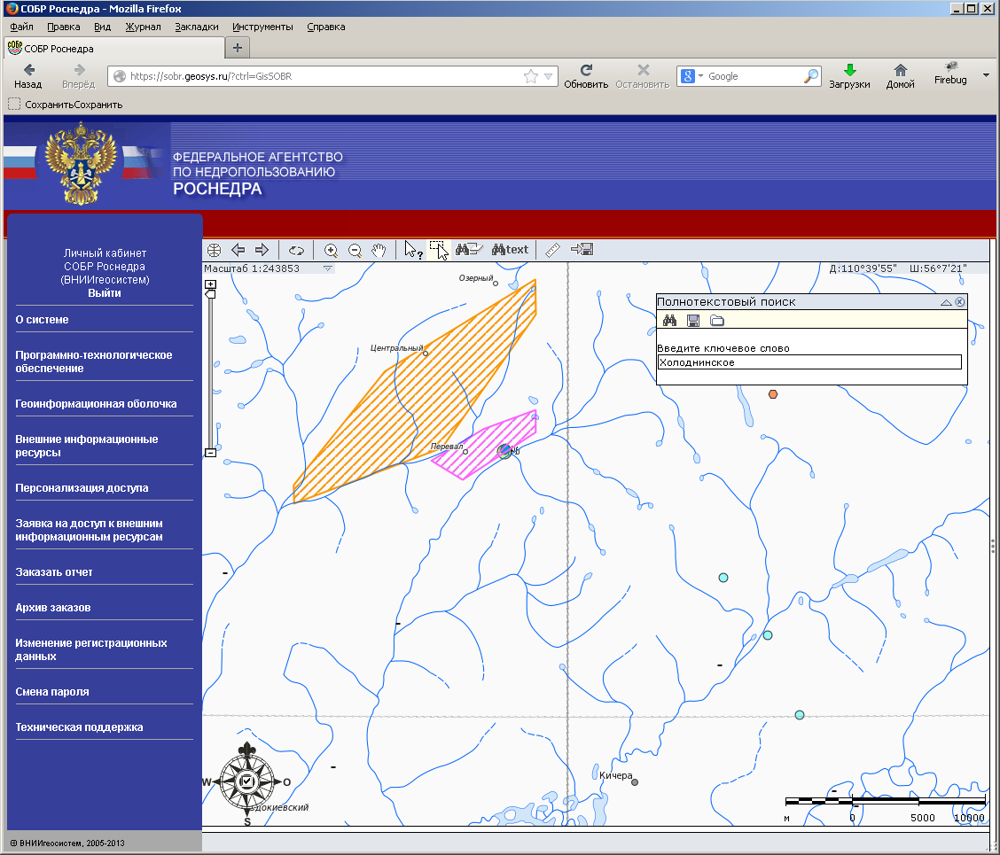 СОБР Роснедра - Mozilla Firefox
Файл Правка Вид Журнал Закладки Инструменты Справка
СОБР Роснедра
https://sobr.geosys.ru/?ctrl=GisSOBR
Google
Назад Вперёд Обновить Остановить Загрузки Домой Firebug
СохранитьСохранить
ФЕДЕРАЛЬНОЕ АГЕНТСТВО
ПО НЕДРОПОЛЬЗОВАНИЮ
РОСНЕДРА
Личный кабинет
СОБР Роснедра
(ВНИИгеосистем)
Выйти
О системе
Программно-технологическое
обеспечение
Геоинформационная оболочка
Внешние информационные
ресурсы
Персонализация доступа
Заявка на доступ к внешним
информационным ресурсам
Заказать отчет
Архив заказов
Изменение регистрационных
данных
Смена пароля
Техническая поддержка
© ВНИИгеосистем, 2005-2013
text
Масштаб 1:243853
Д:110°39'55" Ш:56°7'21"
Полнотекстовый поиск
Введите ключевое слово
Холоднинское
Озерный
Центральный
Перевал
Кичера
W O
S
м 0 5000 10000